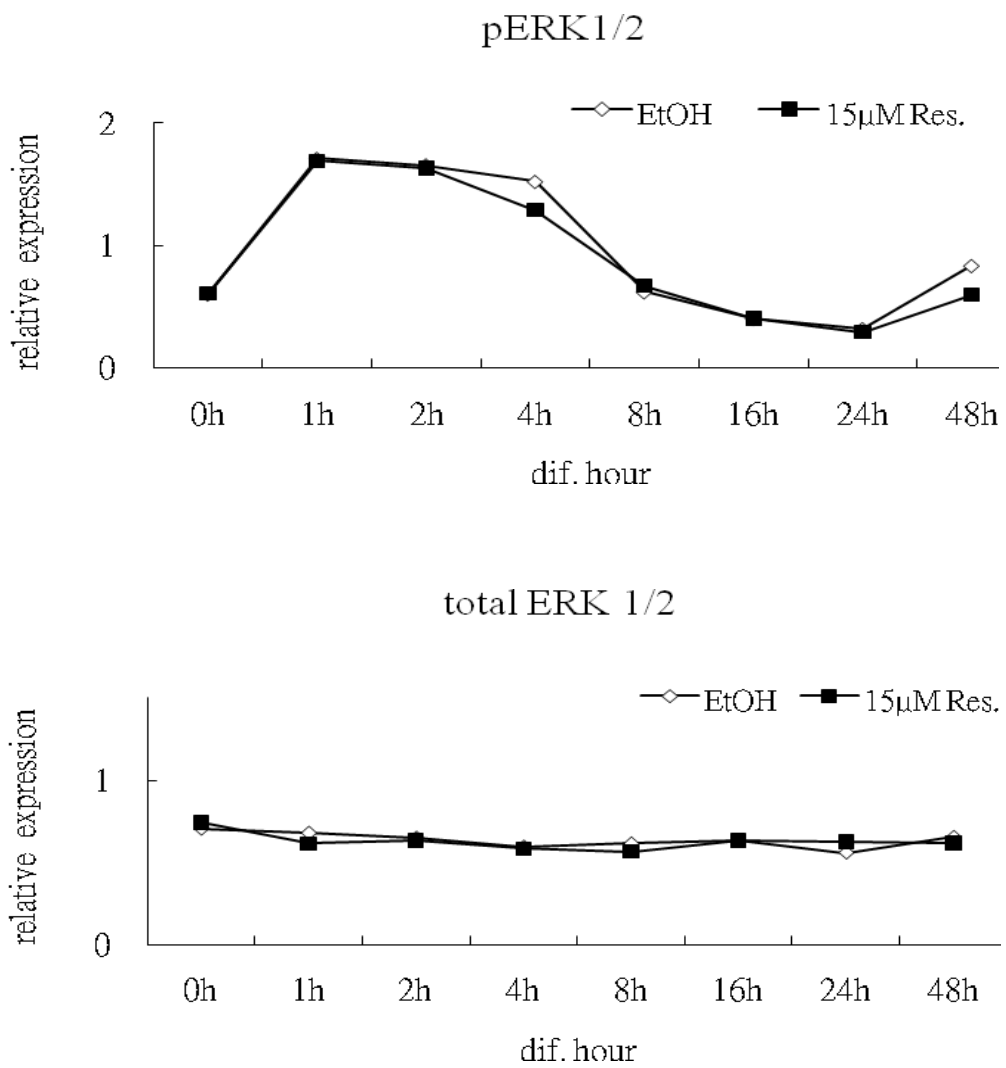 pERK1/2
EtOH 15µM Res.
relative expression
2
1
0
0h 1h 2h 4h 8h 16h 24h 48h
dif. hour
total ERK 1/2
EtOH 15µM Res.
relative expression
1
0
0h 1h 2h 4h 8h 16h 24h 48h
dif. hour